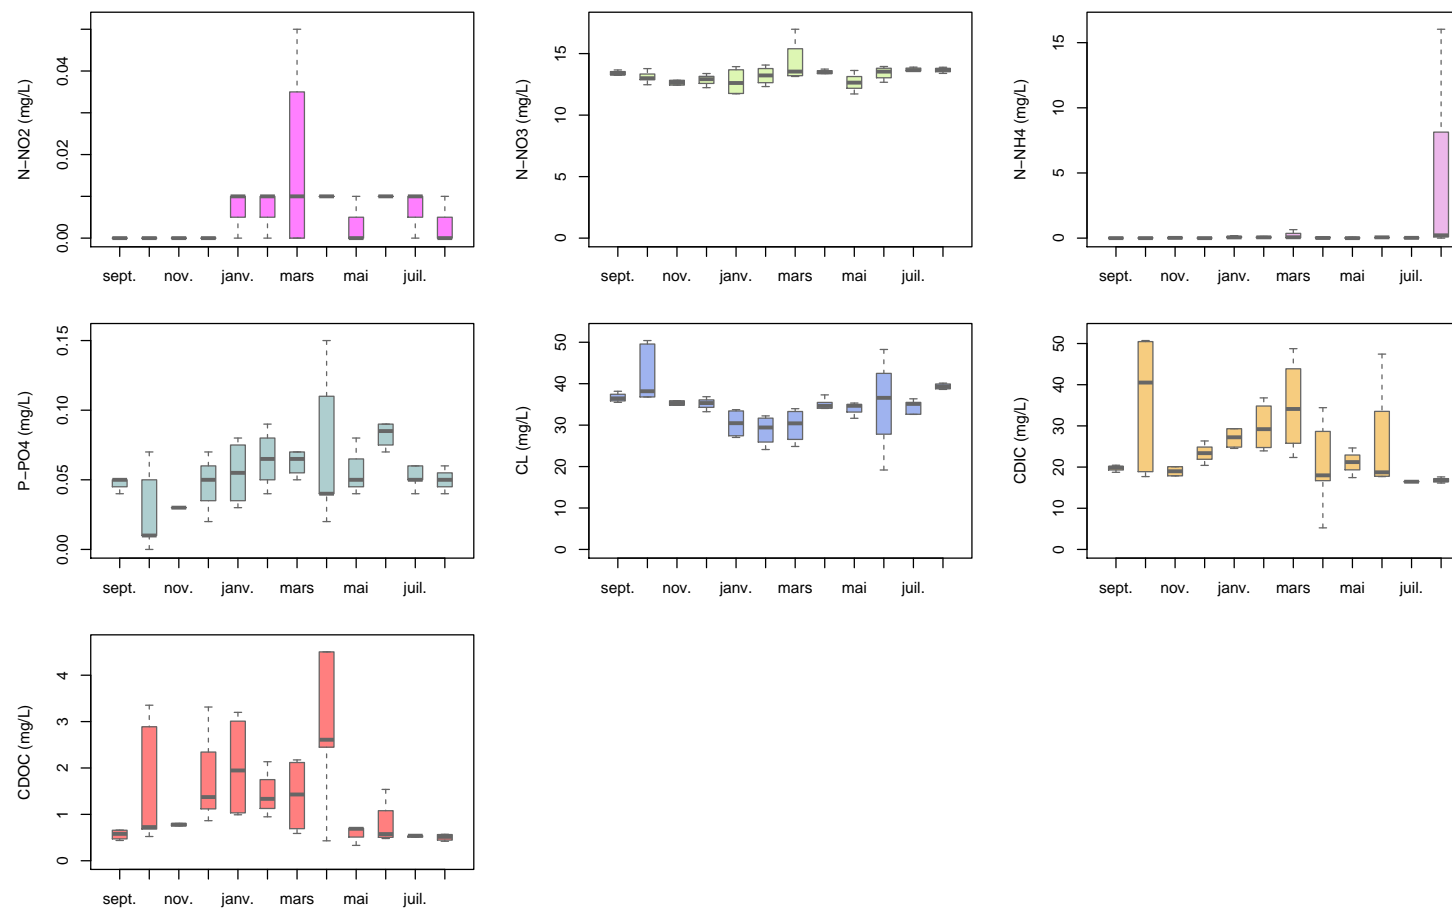 N−NO2 (mg/L)
0.00 0.02 0.04
sept. nov. janv. mars mai juil.
N−NO3 (mg/L)
0 5 10 15
sept. nov. janv. mars mai juil.
N−NH4 (mg/L)
0 5 10 15
sept. nov. janv. mars mai juil.
P−PO4 (mg/L)
0.00 0.05 0.10 0.15
sept. nov. janv. mars mai juil.
CL (mg/L)
0 10 20 30 40 50
sept. nov. janv. mars mai juil.
CDIC (mg/L)
0 10 20 30 40 50
sept. nov. janv. mars mai juil.
CDOC (mg/L)
0 1 2 3 4
sept. nov. janv. mars mai juil.